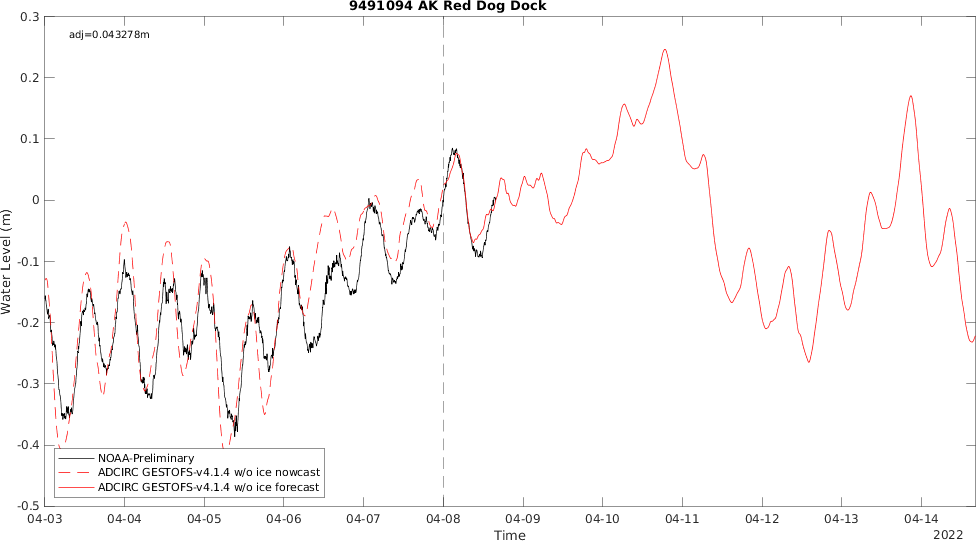 9491094 AK Red Dog Dock
adj=0.043278m
0.3
0.2
0.1
0
-0.1
-0.2
-0.3
-0.4
-0.5
Water Level (m)
NOAA-Preliminary
ADCIRC GESTOFS-v4.1.4 w/o ice nowcast
ADCIRC GESTOFS-v4.1.4 w/o ice forecast
04-03 04-04 04-05 04-06 04-07 04-08 04-09 04-10 04-11 04-12 04-13 04-14
Time
2022